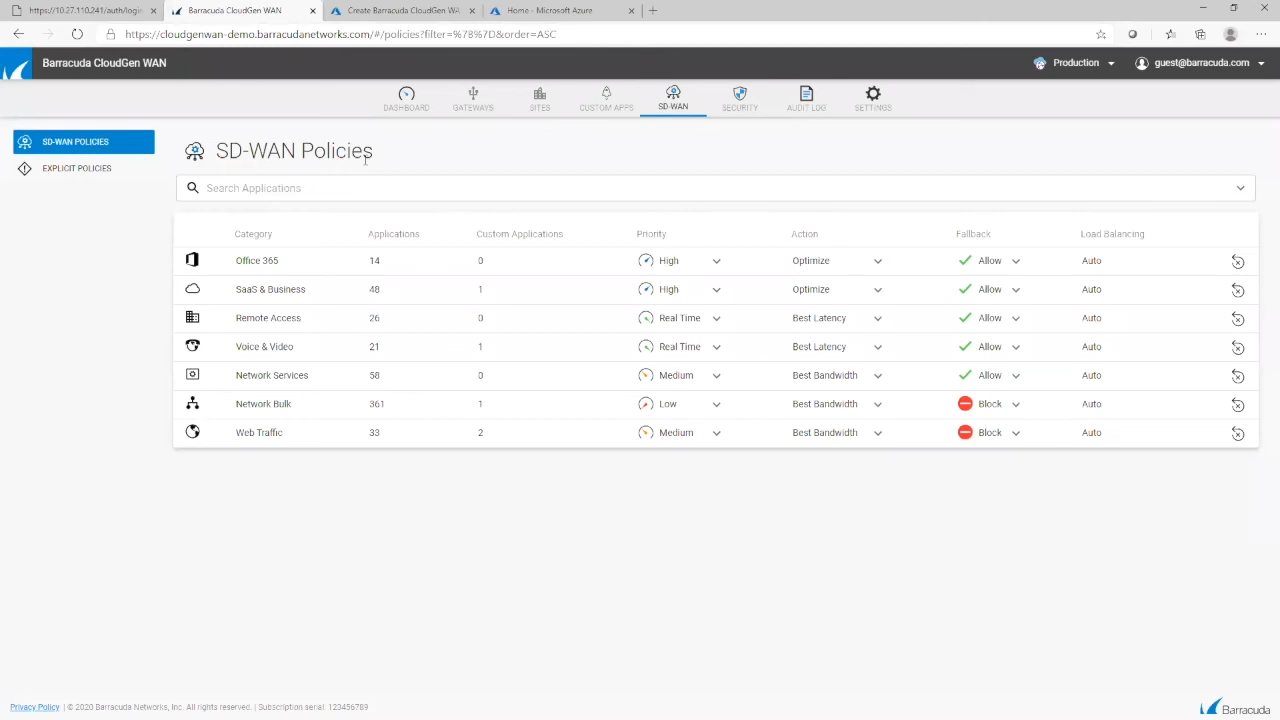 https://10.27.110.241/auth/login
Barracuda CloudGen WAN
Create Barracuda CloudGen WAN
Home - Microsoft Azure
https://cloudgenwan-demo.barracudanetworks.com/#/policies?filter=%7B%7D&order=ASC
Barracuda CloudGen WAN
Production
guest@barracuda.com
DASHBOARD
GATEWAYS
SITES
CUSTOM APPS
SD-WAN
SECURITY
AUDIT LOG
SETTINGS
SD-WAN POLICIES
EXPLICIT POLICIES
SD-WAN Policies
Search Applications
Category Applications Custom Applications Priority Action Fallback Load Balancing
Office 365 14 0 High Optimize Allow Auto
SaaS & Business 48 1 High Optimize Allow Auto
Remote Access 26 0 Real Time Best Latency Allow Auto
Voice & Video 21 1 Real Time Best Latency Allow Auto
Network Services 58 0 Medium Best Bandwidth Allow Auto
Network Bulk 361 1 Low Best Bandwidth Block Auto
Web Traffic 33 2 Medium Best Bandwidth Block Auto
Privacy Policy | © 2020 Barracuda Networks, Inc. All rights reserved. | Subscription serial: 123456789
Barracuda